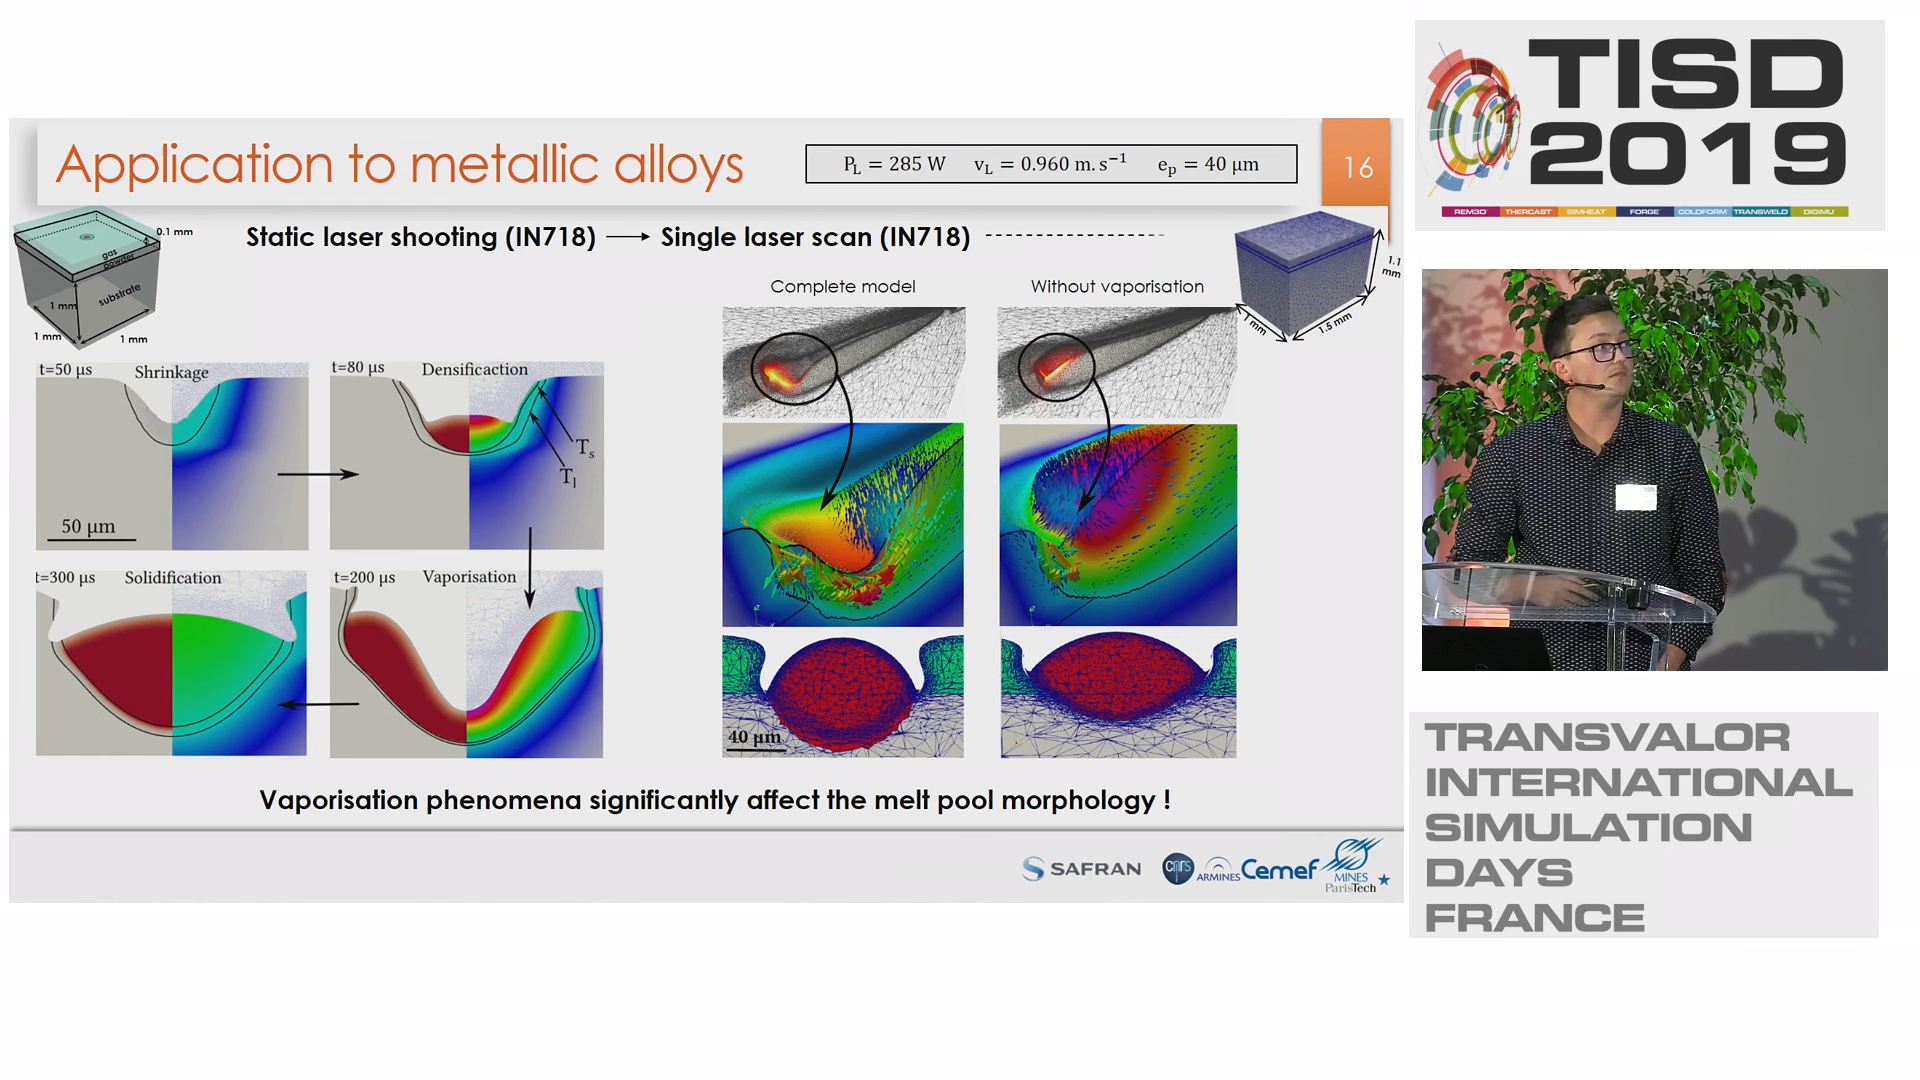 Application to metallic alloys
P_L = 285 W v_L = 0.960 m.s⁻¹ e_p = 40 µm
16
0.1 mm
gas
powder
substrate
1 mm
1 mm
1 mm
Static laser shooting (IN718) → Single laser scan (IN718)
1.1 mm
1 mm
1.5 mm
Complete model
Without vaporisation
t=50 µs Shrinkage
50 µm
t=80 µs Densificaction
T_s
T_l
t=300 µs Solidification
t=200 µs Vaporisation
40 µm
Vaporisation phenomena significantly affect the melt pool morphology !
SAFRAN
cnrs
ARMINES
Cemef
MINES
ParisTech
TISD
2019
REM3D THERCAST SIMHEAT FORGE COLDFORM TRANSWELD DIGIMU
TRANSVALOR
INTERNATIONAL
SIMULATION
DAYS
FRANCE